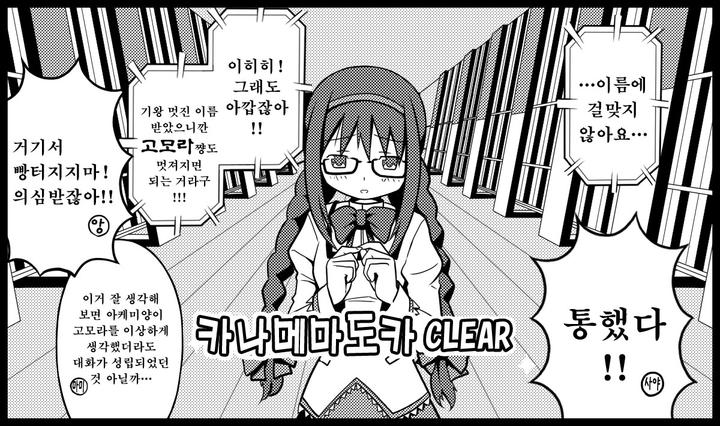 …이름에
걸맞지
않아요…
이히히!
그래도
아깝잖아
!!
기왕 멋진 이름
받았으니깐
고모라쨩도
멋져지면
되는 거라구
!!!
거기서
빵터지지마!
의심받잖아!!
앙
이거 잘 생각해
보면 아케미양이
고모라를 이상하게
생각했더라도
대화가 성립되었던
것 아닐까…
마미
통했다
!!
사야
카나메마도카 CLEAR